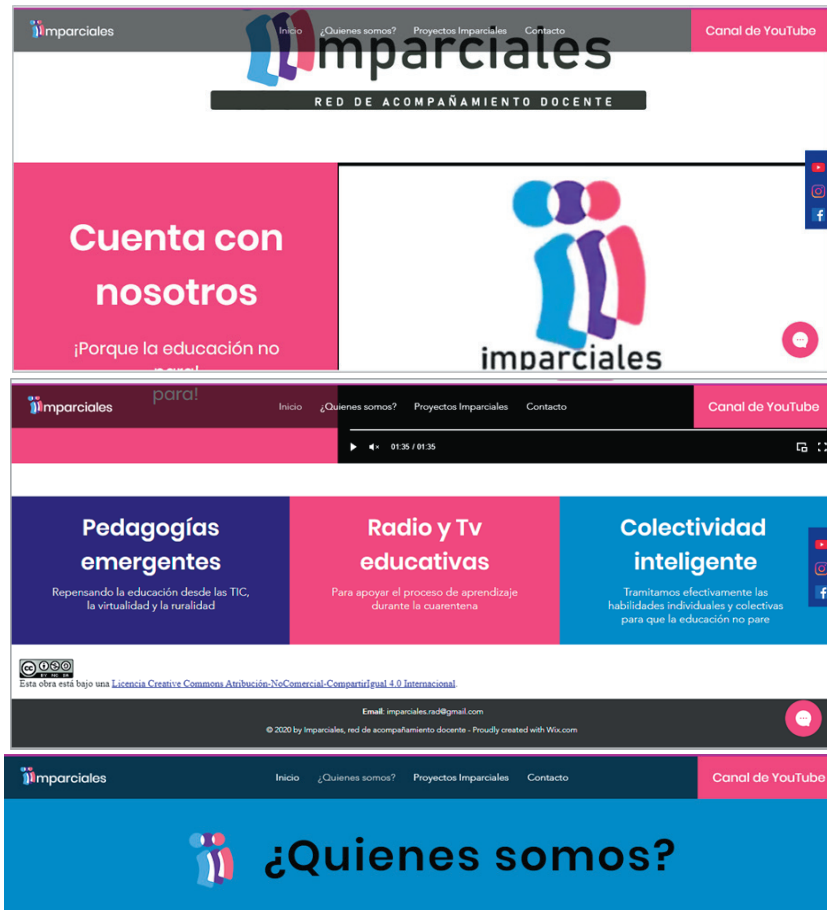 imparciales
Inicio ¿Quienes somos? Proyectos Imparciales Contacto
Canal de YouTube
imparciales
RED DE ACOMPAÑAMIENTO DOCENTE
Cuenta con
nosotros
¡Porque la educación no
para!
imparciales
para!
imparciales
Inicio ¿Quienes somos? Proyectos Imparciales Contacto
Canal de YouTube
01:35 / 01:35
Pedagogías
emergentes
Repensando la educación desde las TIC,
la virtualidad y la ruralidad
Radio y Tv
educativas
Para apoyar el proceso de aprendizaje
durante la cuarentena
Colectividad
inteligente
Tramitamos efectivamente las
habilidades individuales y colectivas
para que la educación no pare
cc BY NC SA
Esta obra está bajo una Licencia Creative Commons Atribución-NoComercial-CompartirIgual 4.0 Internacional.
Email: imparciales.rad@gmail.com
© 2020 by Imparciales, red de acompañamiento docente - Proudly created with Wix.com
imparciales
Inicio ¿Quienes somos? Proyectos Imparciales Contacto
Canal de YouTube
¿Quienes somos?